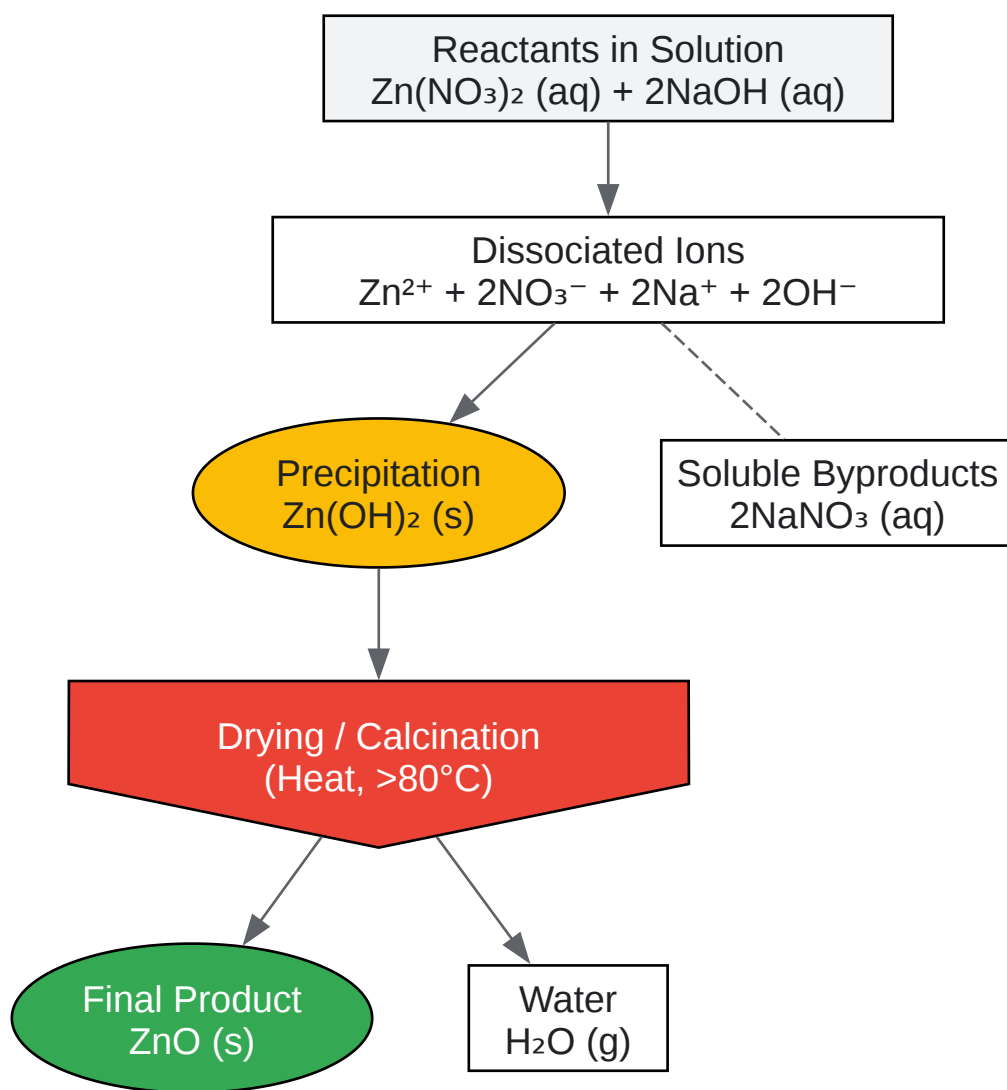 Reactants in Solution
Zn(NO₃)₂ (aq) + 2NaOH (aq)
Dissociated Ions
Zn²⁺ + 2NO₃⁻ + 2Na⁺ + 2OH⁻
Precipitation
Zn(OH)₂ (s)
Soluble Byproducts
2NaNO₃ (aq)
Drying / Calcination
(Heat, >80°C)
Final Product
ZnO (s)
Water
H₂O (g)